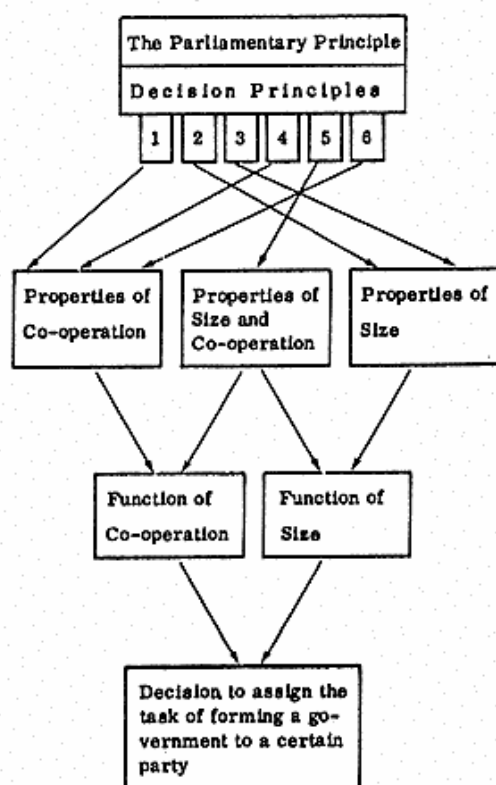 The Parliamentary Principle
Decision Principles
1 2 3 4 5 6
Properties of
Co-operation
Properties of
Size and
Co-operation
Properties of
Size
Function of
Co-operation
Function of
Size
Decision to assign the
task of forming a go-
vernment to a certain
party